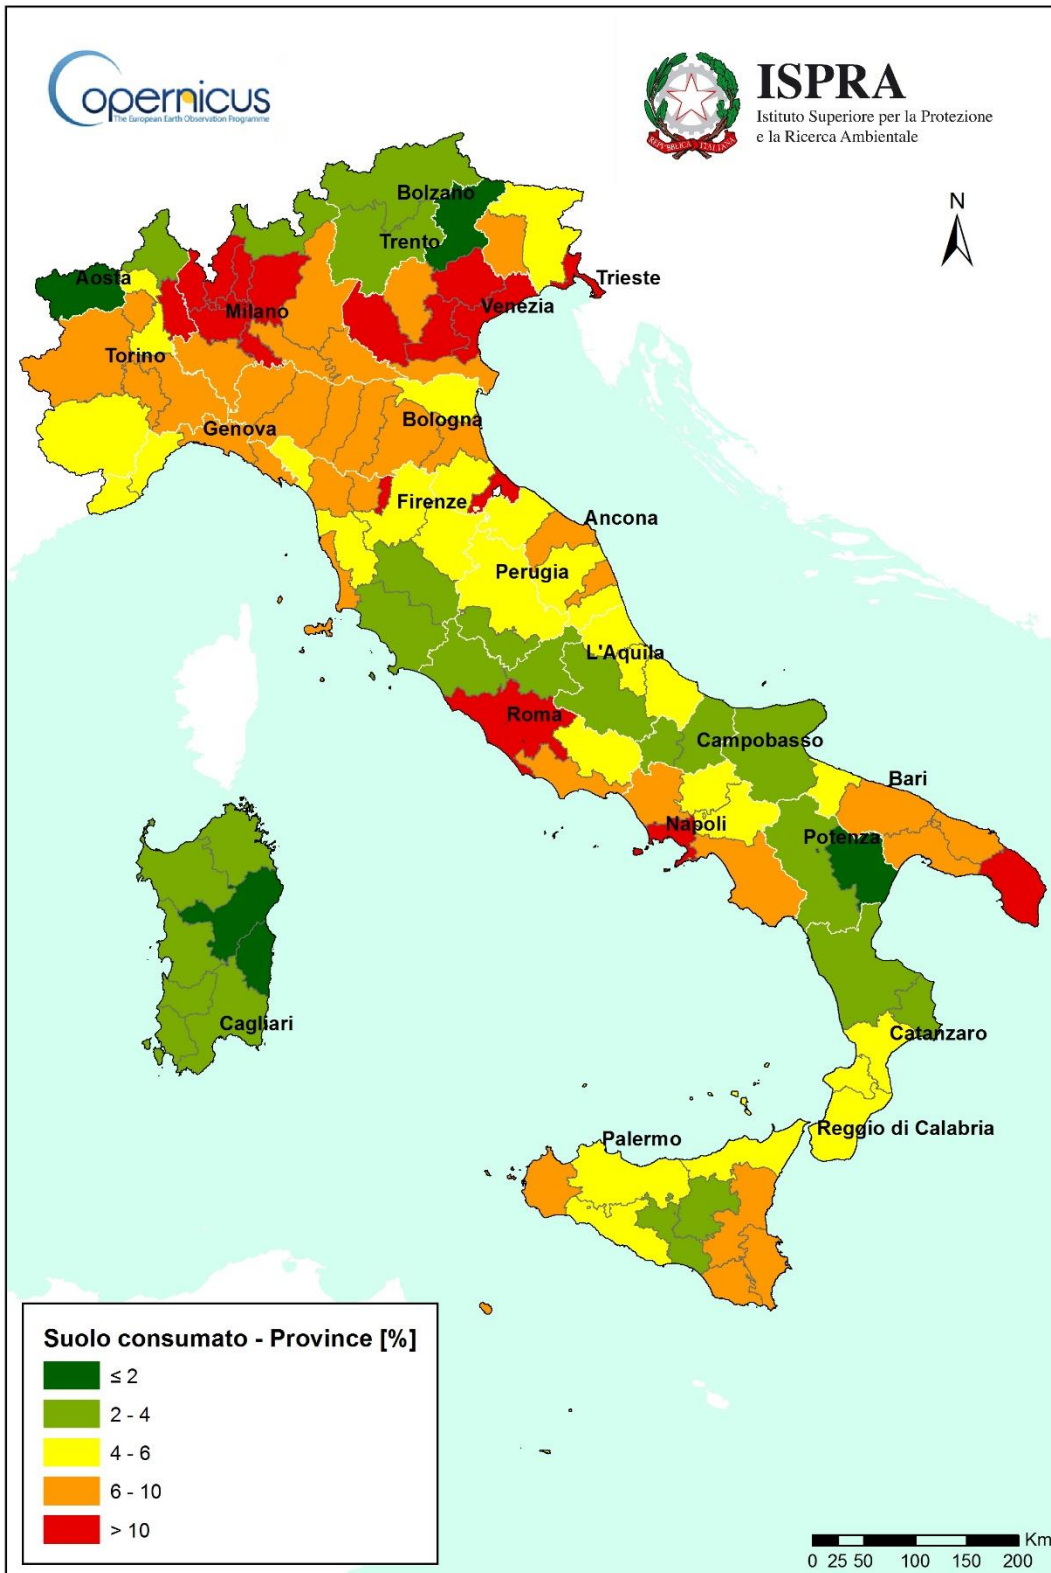 Copernicus
The European Earth Observation Programme
REPVBBLICA ITALIANA
ISPRA
Istituto Superiore per la Protezione
e la Ricerca Ambientale
N
Bolzano
Trento
Aosta
Trieste
Venezia
Milano
Torino
Bologna
Genova
Firenze
Ancona
Perugia
L'Aquila
Roma
Campobasso
Bari
Napoli
Potenza
Cagliari
Catanzaro
Reggio di Calabria
Palermo
Suolo consumato - Province [%]
≤ 2
2 - 4
4 - 6
6 - 10
> 10
Km
0 25 50 100 150 200